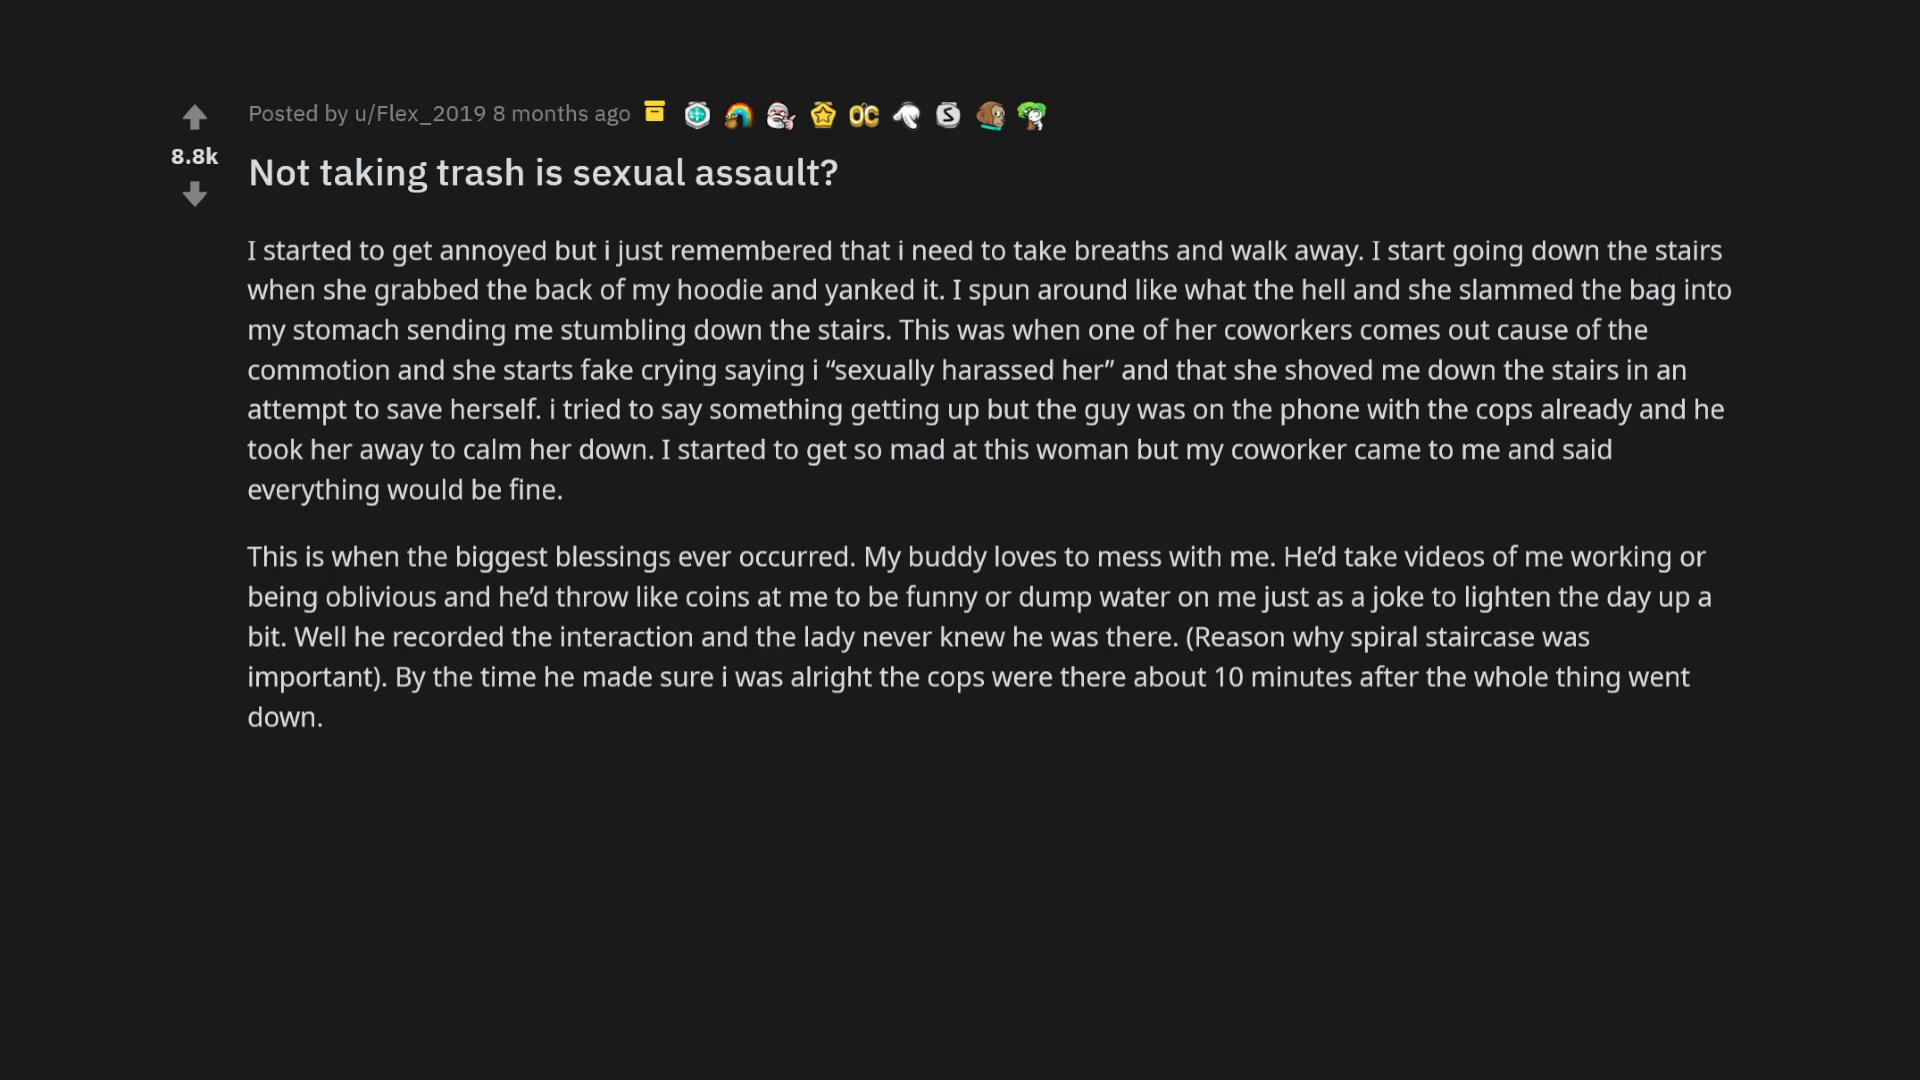 Posted by u/Flex_2019 8 months ago
8.8k
Not taking trash is sexual assault?
I started to get annoyed but i just remembered that i need to take breaths and walk away. I start going down the stairs
when she grabbed the back of my hoodie and yanked it. I spun around like what the hell and she slammed the bag into
my stomach sending me stumbling down the stairs. This was when one of her coworkers comes out cause of the
commotion and she starts fake crying saying i “sexually harassed her” and that she shoved me down the stairs in an
attempt to save herself. i tried to say something getting up but the guy was on the phone with the cops already and he
took her away to calm her down. I started to get so mad at this woman but my coworker came to me and said
everything would be fine.
This is when the biggest blessings ever occurred. My buddy loves to mess with me. He’d take videos of me working or
being oblivious and he’d throw like coins at me to be funny or dump water on me just as a joke to lighten the day up a
bit. Well he recorded the interaction and the lady never knew he was there. (Reason why spiral staircase was
important). By the time he made sure i was alright the cops were there about 10 minutes after the whole thing went
down.